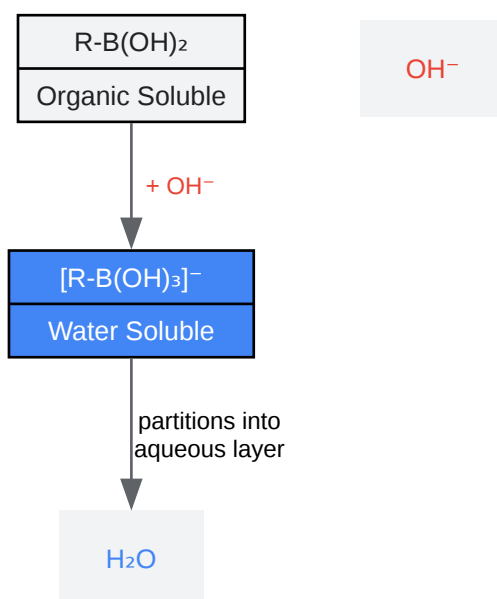 R-B(OH)₂
Organic Soluble
OH⁻
+ OH⁻
[R-B(OH)₃]⁻
Water Soluble
partitions into
aqueous layer
H₂O